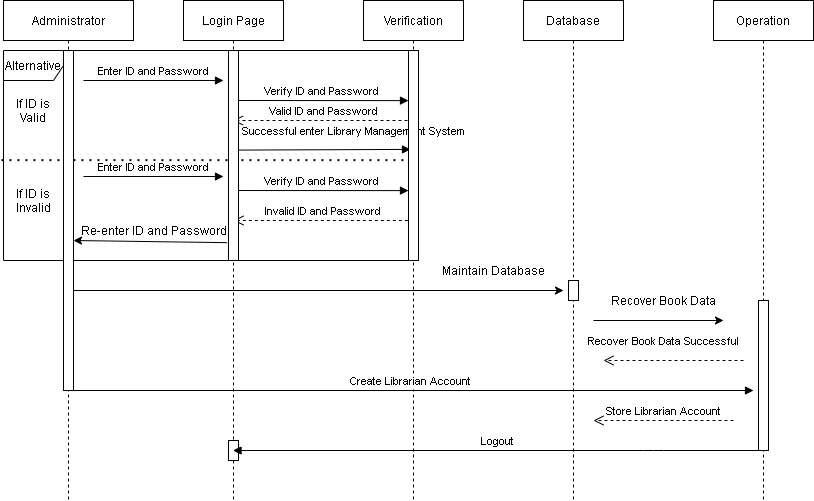 Administrator
Login Page
Verification
Database
Operation
Alternative
Enter ID and Password
Verify ID and Password
If ID is
Valid
Valid ID and Password
Successful enter Library Management System
Enter ID and Password
Verify ID and Password
If ID is
Invalid
Invalid ID and Password
Re-enter ID and Password
Maintain Database
Recover Book Data
Recover Book Data Successful
Create Librarian Account
Store Librarian Account
Logout